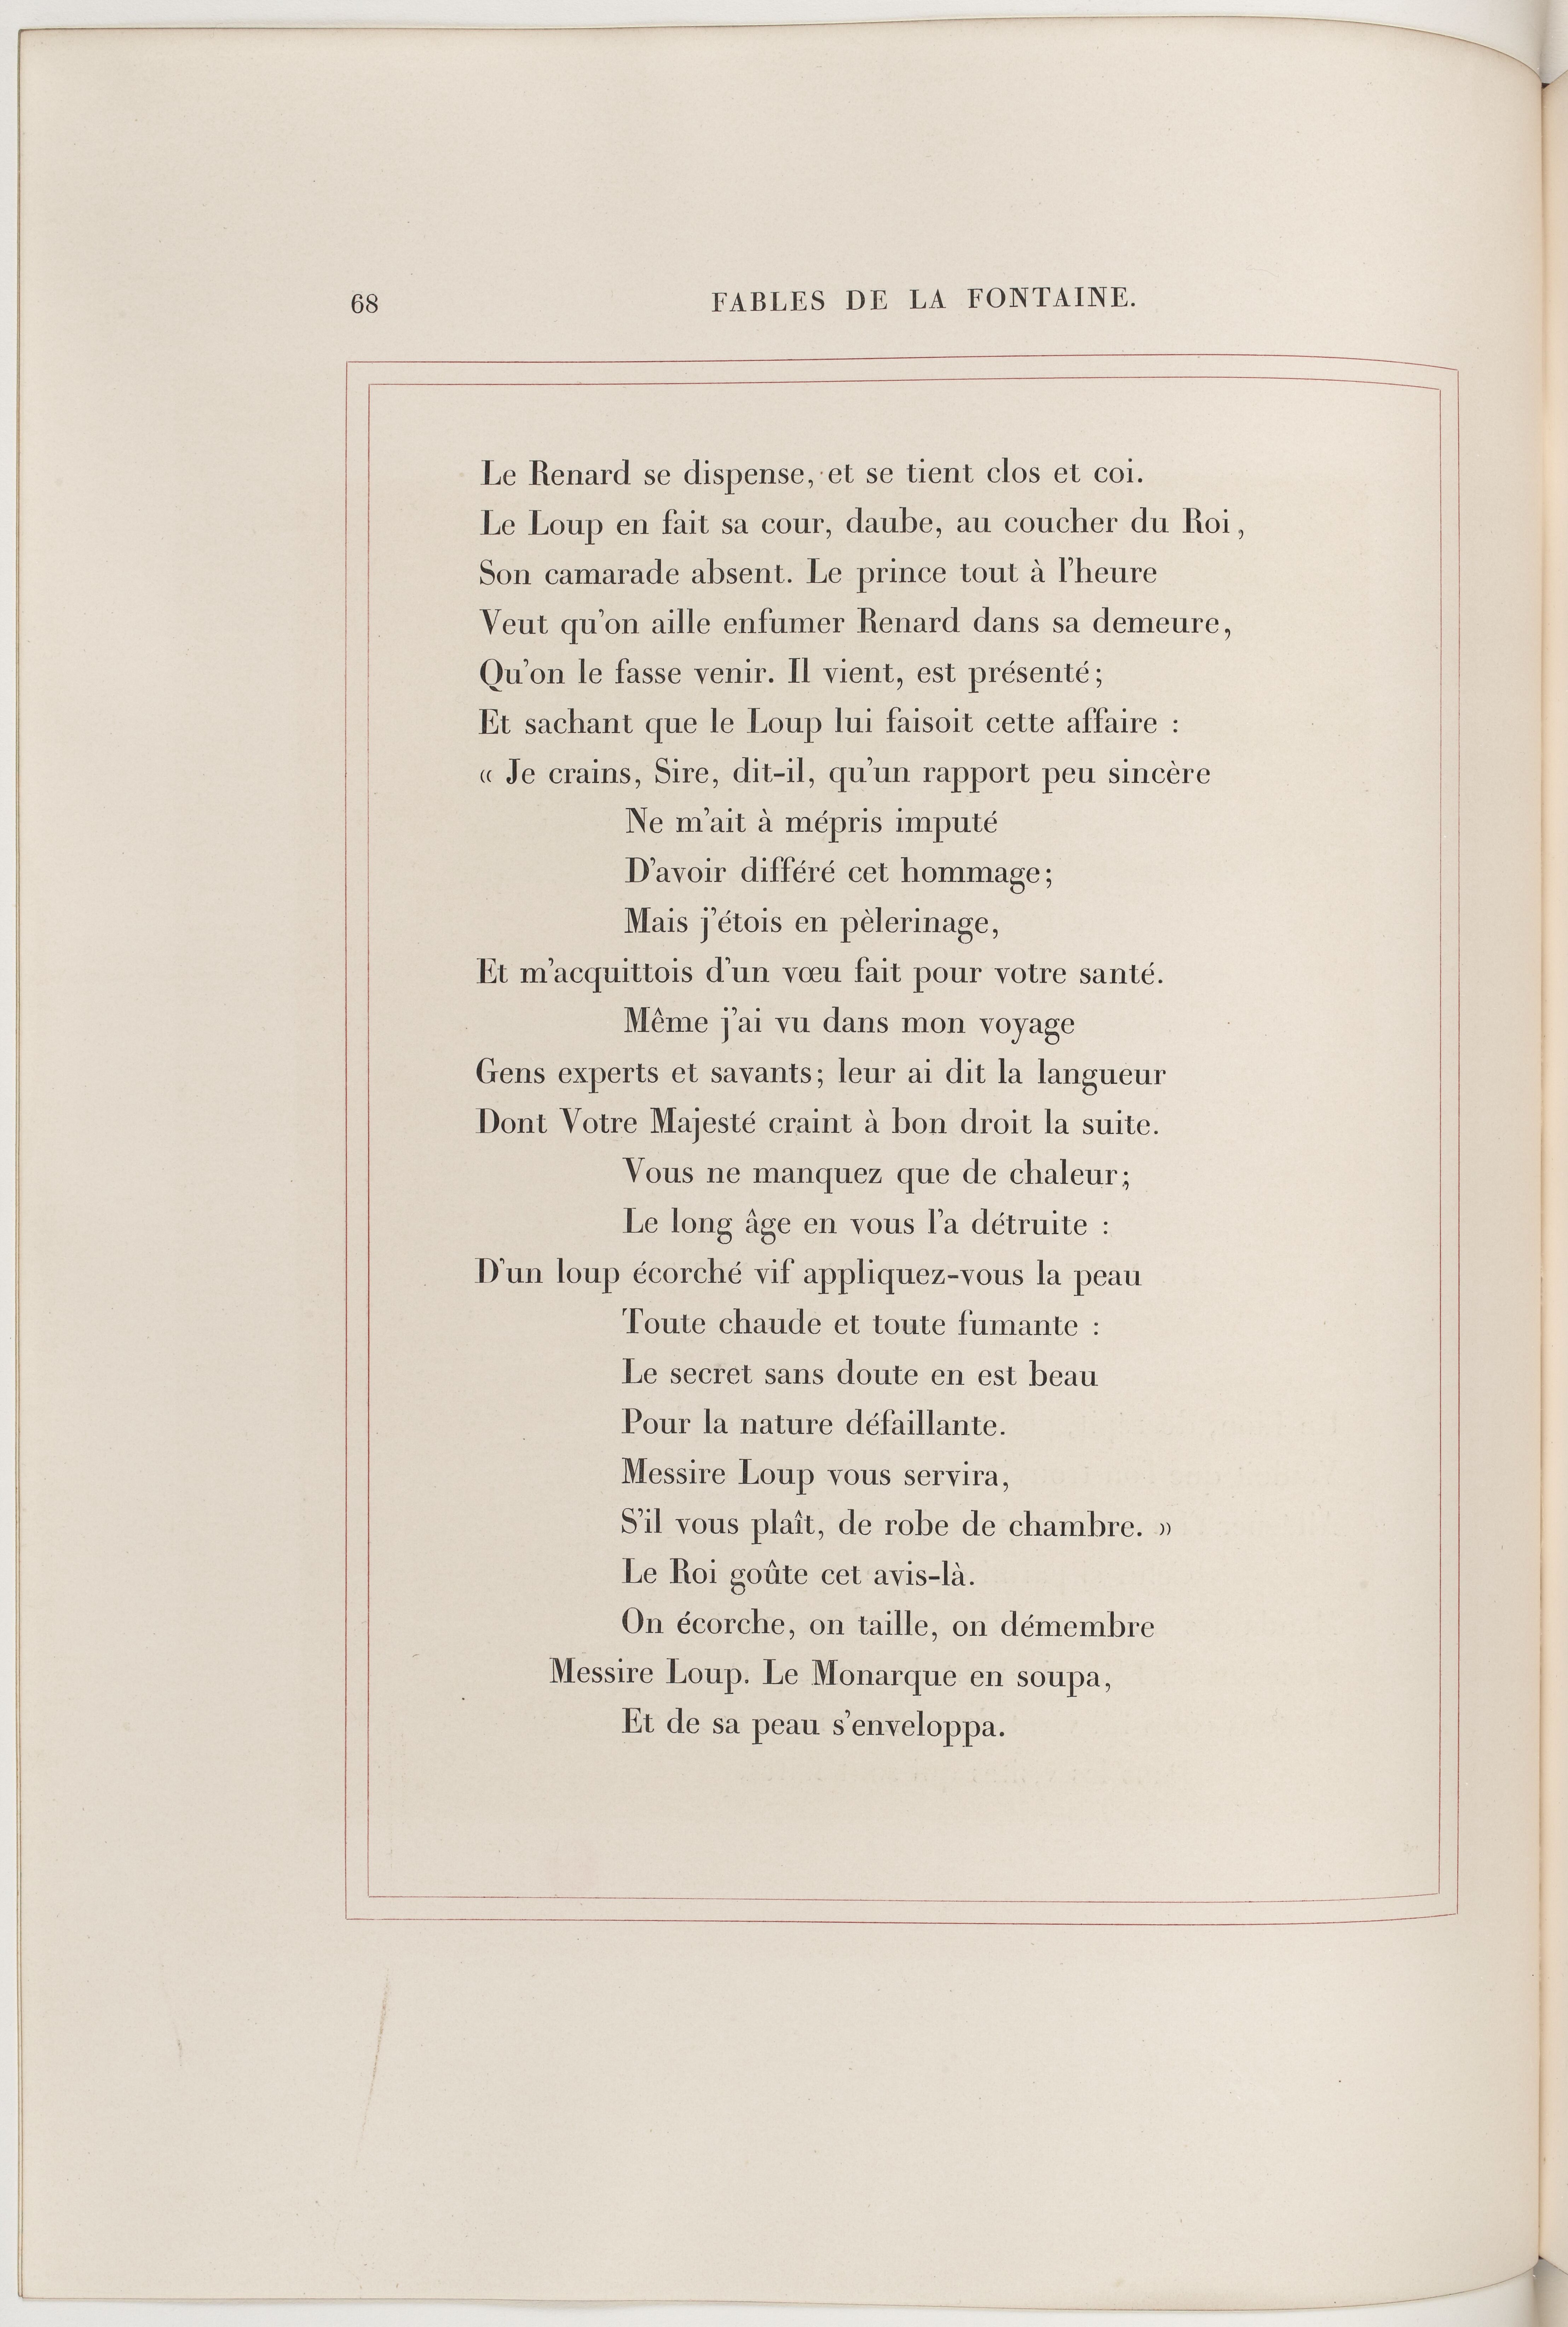 68
FABLES DE LA FONTAINE.
Le Renard se dispense, et se tient clos et coi.
Le Loup en fait sa cour, daube, au coucher du Roi,
Son camarade absent. Le prince tout à l'heure
Veut qu'on aille enfumer Renard dans sa demeure,
Qu'on le fasse venir. Il vient, est présenté;
Et sachant que le Loup lui faisoit cette affaire :
« Je crains, Sire, dit-il, qu'un rapport peu sincère
Ne m'ait à mépris imputé
D'avoir différé cet hommage;
Mais j'étois en pèlerinage,
Et m'acquittois d'un vœu fait pour votre santé.
Même j'ai vu dans mon voyage
Gens experts et savants; leur ai dit la langueur
Dont Votre Majesté craint à bon droit la suite.
Vous ne manquez que de chaleur;
Le long âge en vous l'a détruite :
D'un loup écorché vif appliquez-vous la peau
Toute chaude et toute fumante :
Le secret sans doute en est beau
Pour la nature défaillante.
Messire Loup vous servira,
S'il vous plaît, de robe de chambre. »
Le Roi goûte cet avis-là.
On écorche, on taille, on démembre
Messire Loup. Le Monarque en soupa,
Et de sa peau s'enveloppa.